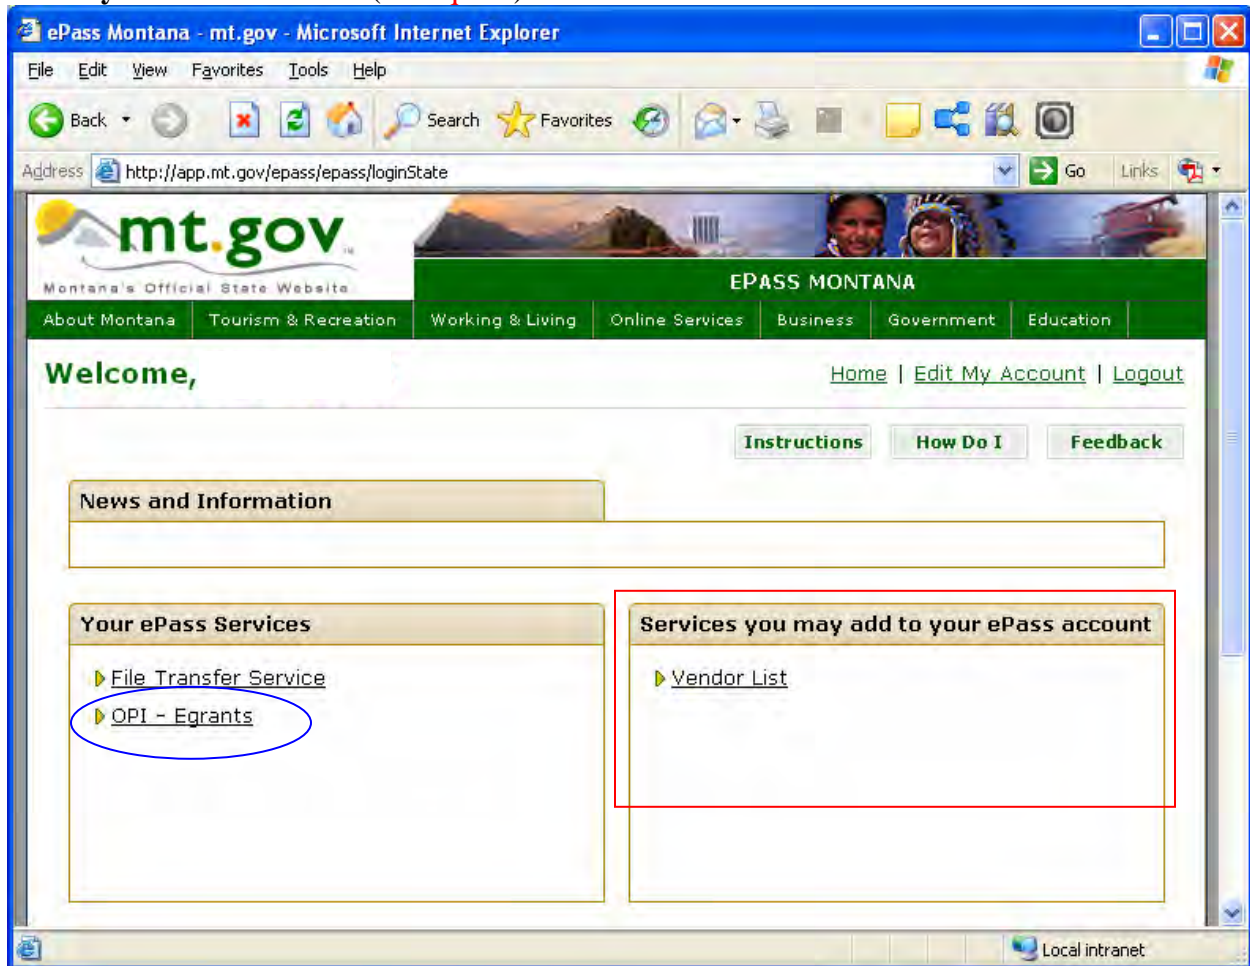 ePass Montana - mt.gov - Microsoft Internet Explorer
File Edit View Favorites Tools Help
Back Search Favorites
Address http://app.mt.gov/epass/epass/loginState Go Links
mt.gov
Montana's Official State Website
EPASS MONTANA
About Montana Tourism & Recreation Working & Living Online Services Business Government Education
Welcome, Home | Edit My Account | Logout
Instructions How Do I Feedback
News and Information
Your ePass Services
File Transfer Service
OPI - Egrants
Services you may add to your ePass account
Vendor List
Local intranet